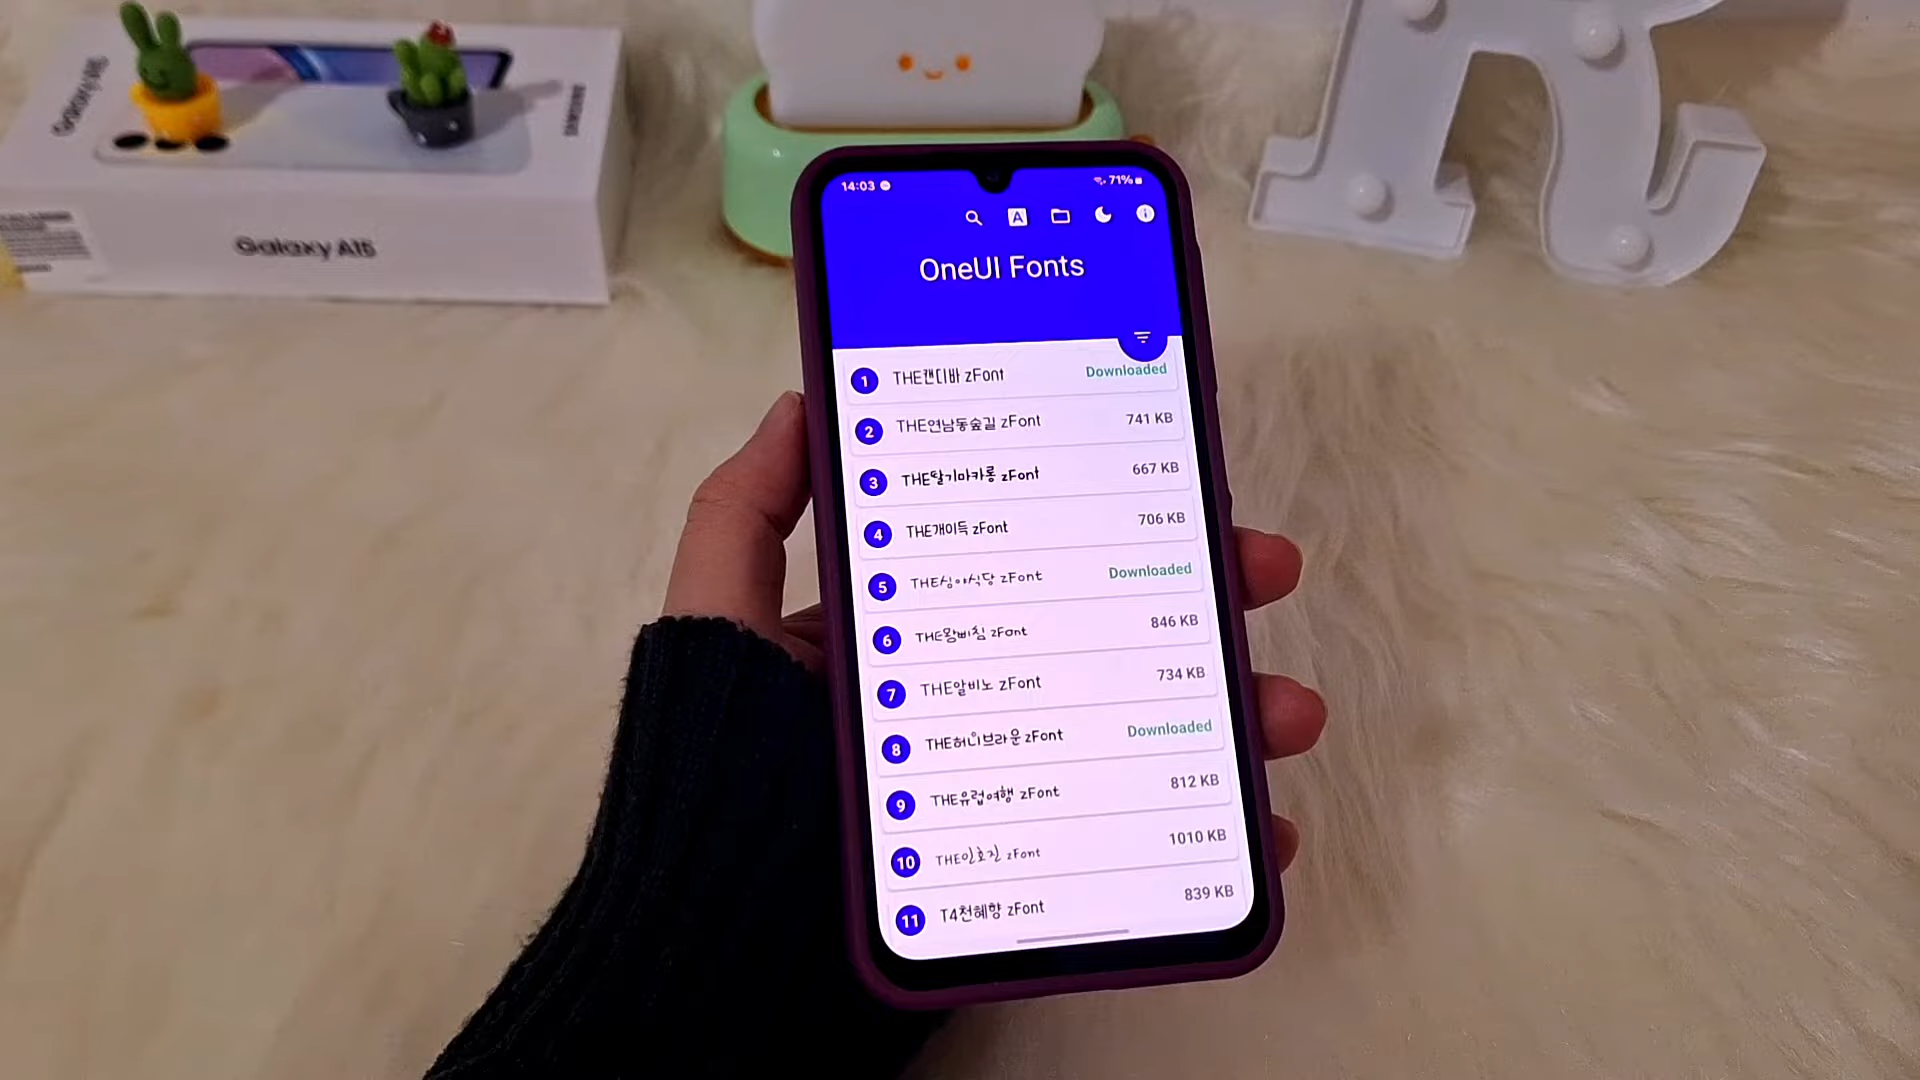 Galaxy A15
SAMSUNG
Galaxy A15
14:03
71%
A
OneUI Fonts
1 THE캔디바 zFont Downloaded
2 THE연남동숲길 zFont 741 KB
3 THE딸기마카롱 zFont 667 KB
4 THE개이득 zFont 706 KB
5 THE심야식당 zFont Downloaded
6 THE왕삐침 zFont 846 KB
7 THE알비노 zFont 734 KB
8 THE허니브라운 zFont Downloaded
9 THE유럽여행 zFont 812 KB
10 THE인호진 zFont 1010 KB
11 T4천혜향 zFont 839 KB